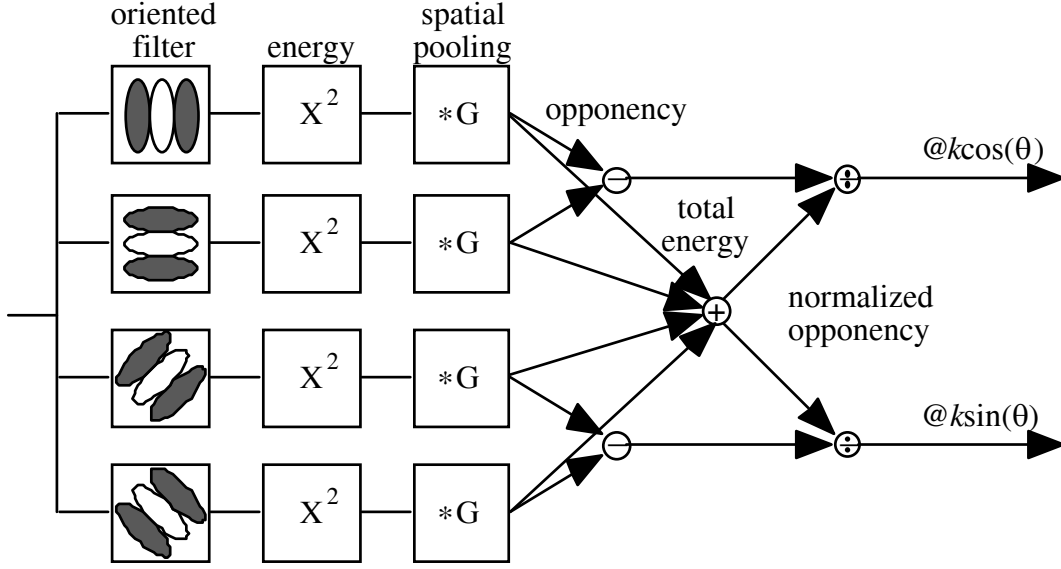 oriented
filter
energy
spatial
pooling
X²
*G
opponency
−
÷
@kcos(θ)
X²
*G
total
energy
+
normalized
opponency
X²
*G
−
÷
@ksin(θ)
X²
*G